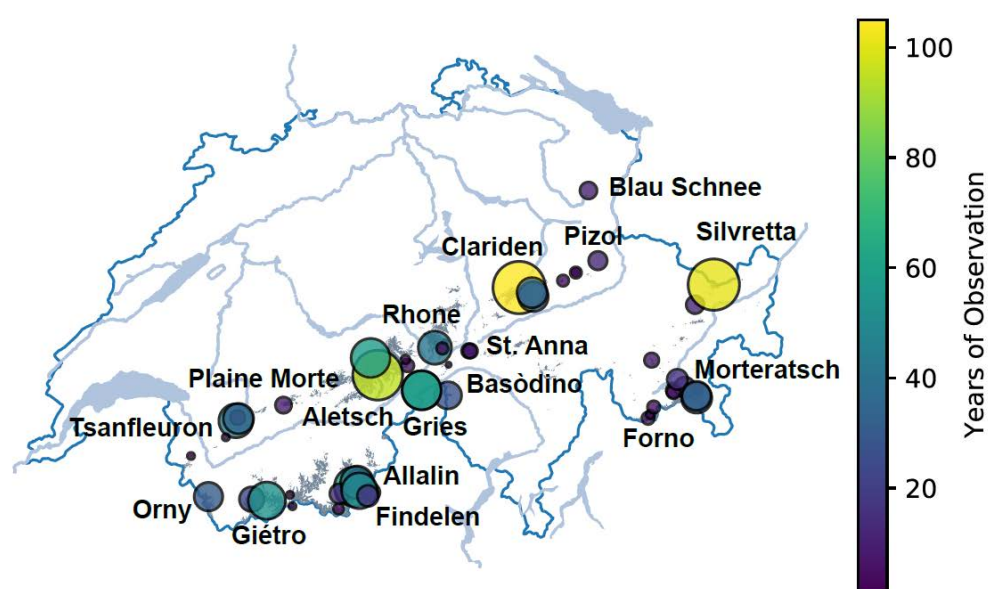 Blau Schnee
Silvretta
Pizol
Clariden
Rhone
St. Anna
Plaine Morte
Morteratsch
Basòdino
Aletsch
Gries
Tsanfleuron
Forno
Allalin
Orny
Findelen
Giétro
100
80
60
40
20
Years of Observation